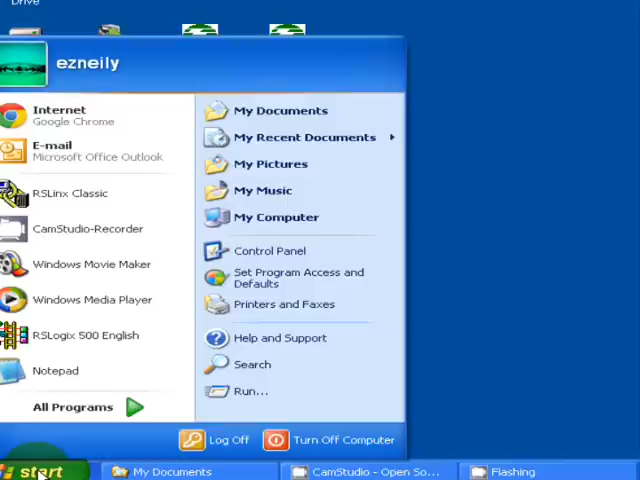 Drive
ezneily
Internet
Google Chrome
E-mail
Microsoft Office Outlook
RSLinx Classic
CamStudio-Recorder
Windows Movie Maker
Windows Media Player
RSLogix 500 English
Notepad
All Programs
My Documents
My Recent Documents
My Pictures
My Music
My Computer
Control Panel
Set Program Access and
Defaults
Printers and Faxes
Help and Support
Search
Run...
Log Off
Turn Off Computer
start
My Documents
CamStudio - Open So...
Flashing